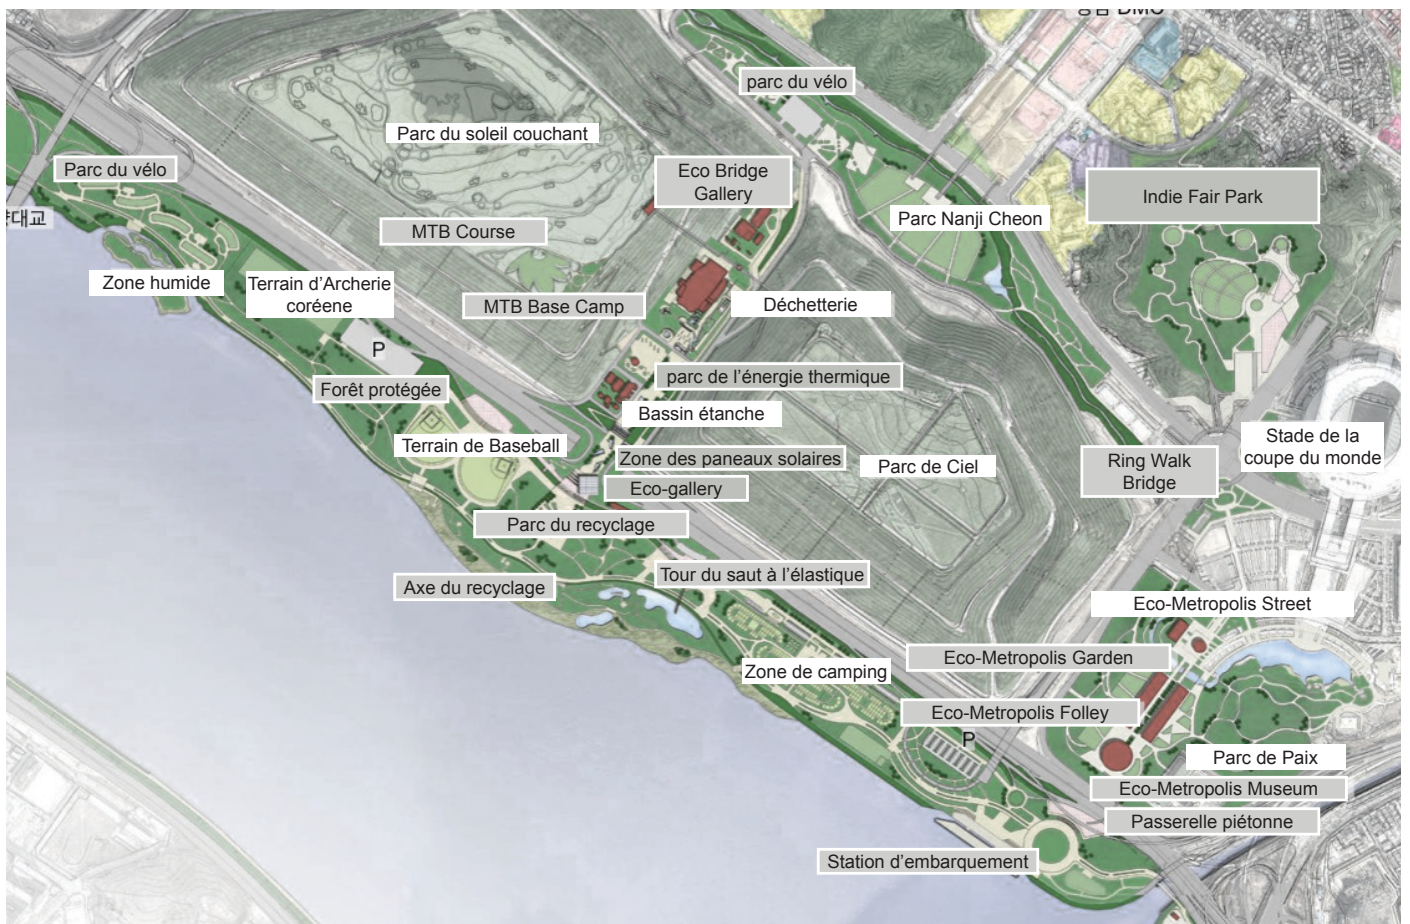 DMC
parc du vélo
Parc du soleil couchant
Parc du vélo
Eco Bridge
Gallery
Indie Fair Park
대교
Parc Nanji Cheon
MTB Course
Zone humide
Terrain d'Archerie
coréene
MTB Base Camp
Déchetterie
P
parc de l'énergie thermique
Forêt protégée
Bassin étanche
Terrain de Baseball
Stade de la
coupe du monde
Zone des paneaux solaires
Parc de Ciel
Ring Walk
Bridge
Eco-gallery
Parc du recyclage
Tour du saut à l'élastique
Axe du recyclage
Eco-Metropolis Street
Eco-Metropolis Garden
Zone de camping
Eco-Metropolis Folley
P
Parc de Paix
Eco-Metropolis Museum
Passerelle piétonne
Station d'embarquement